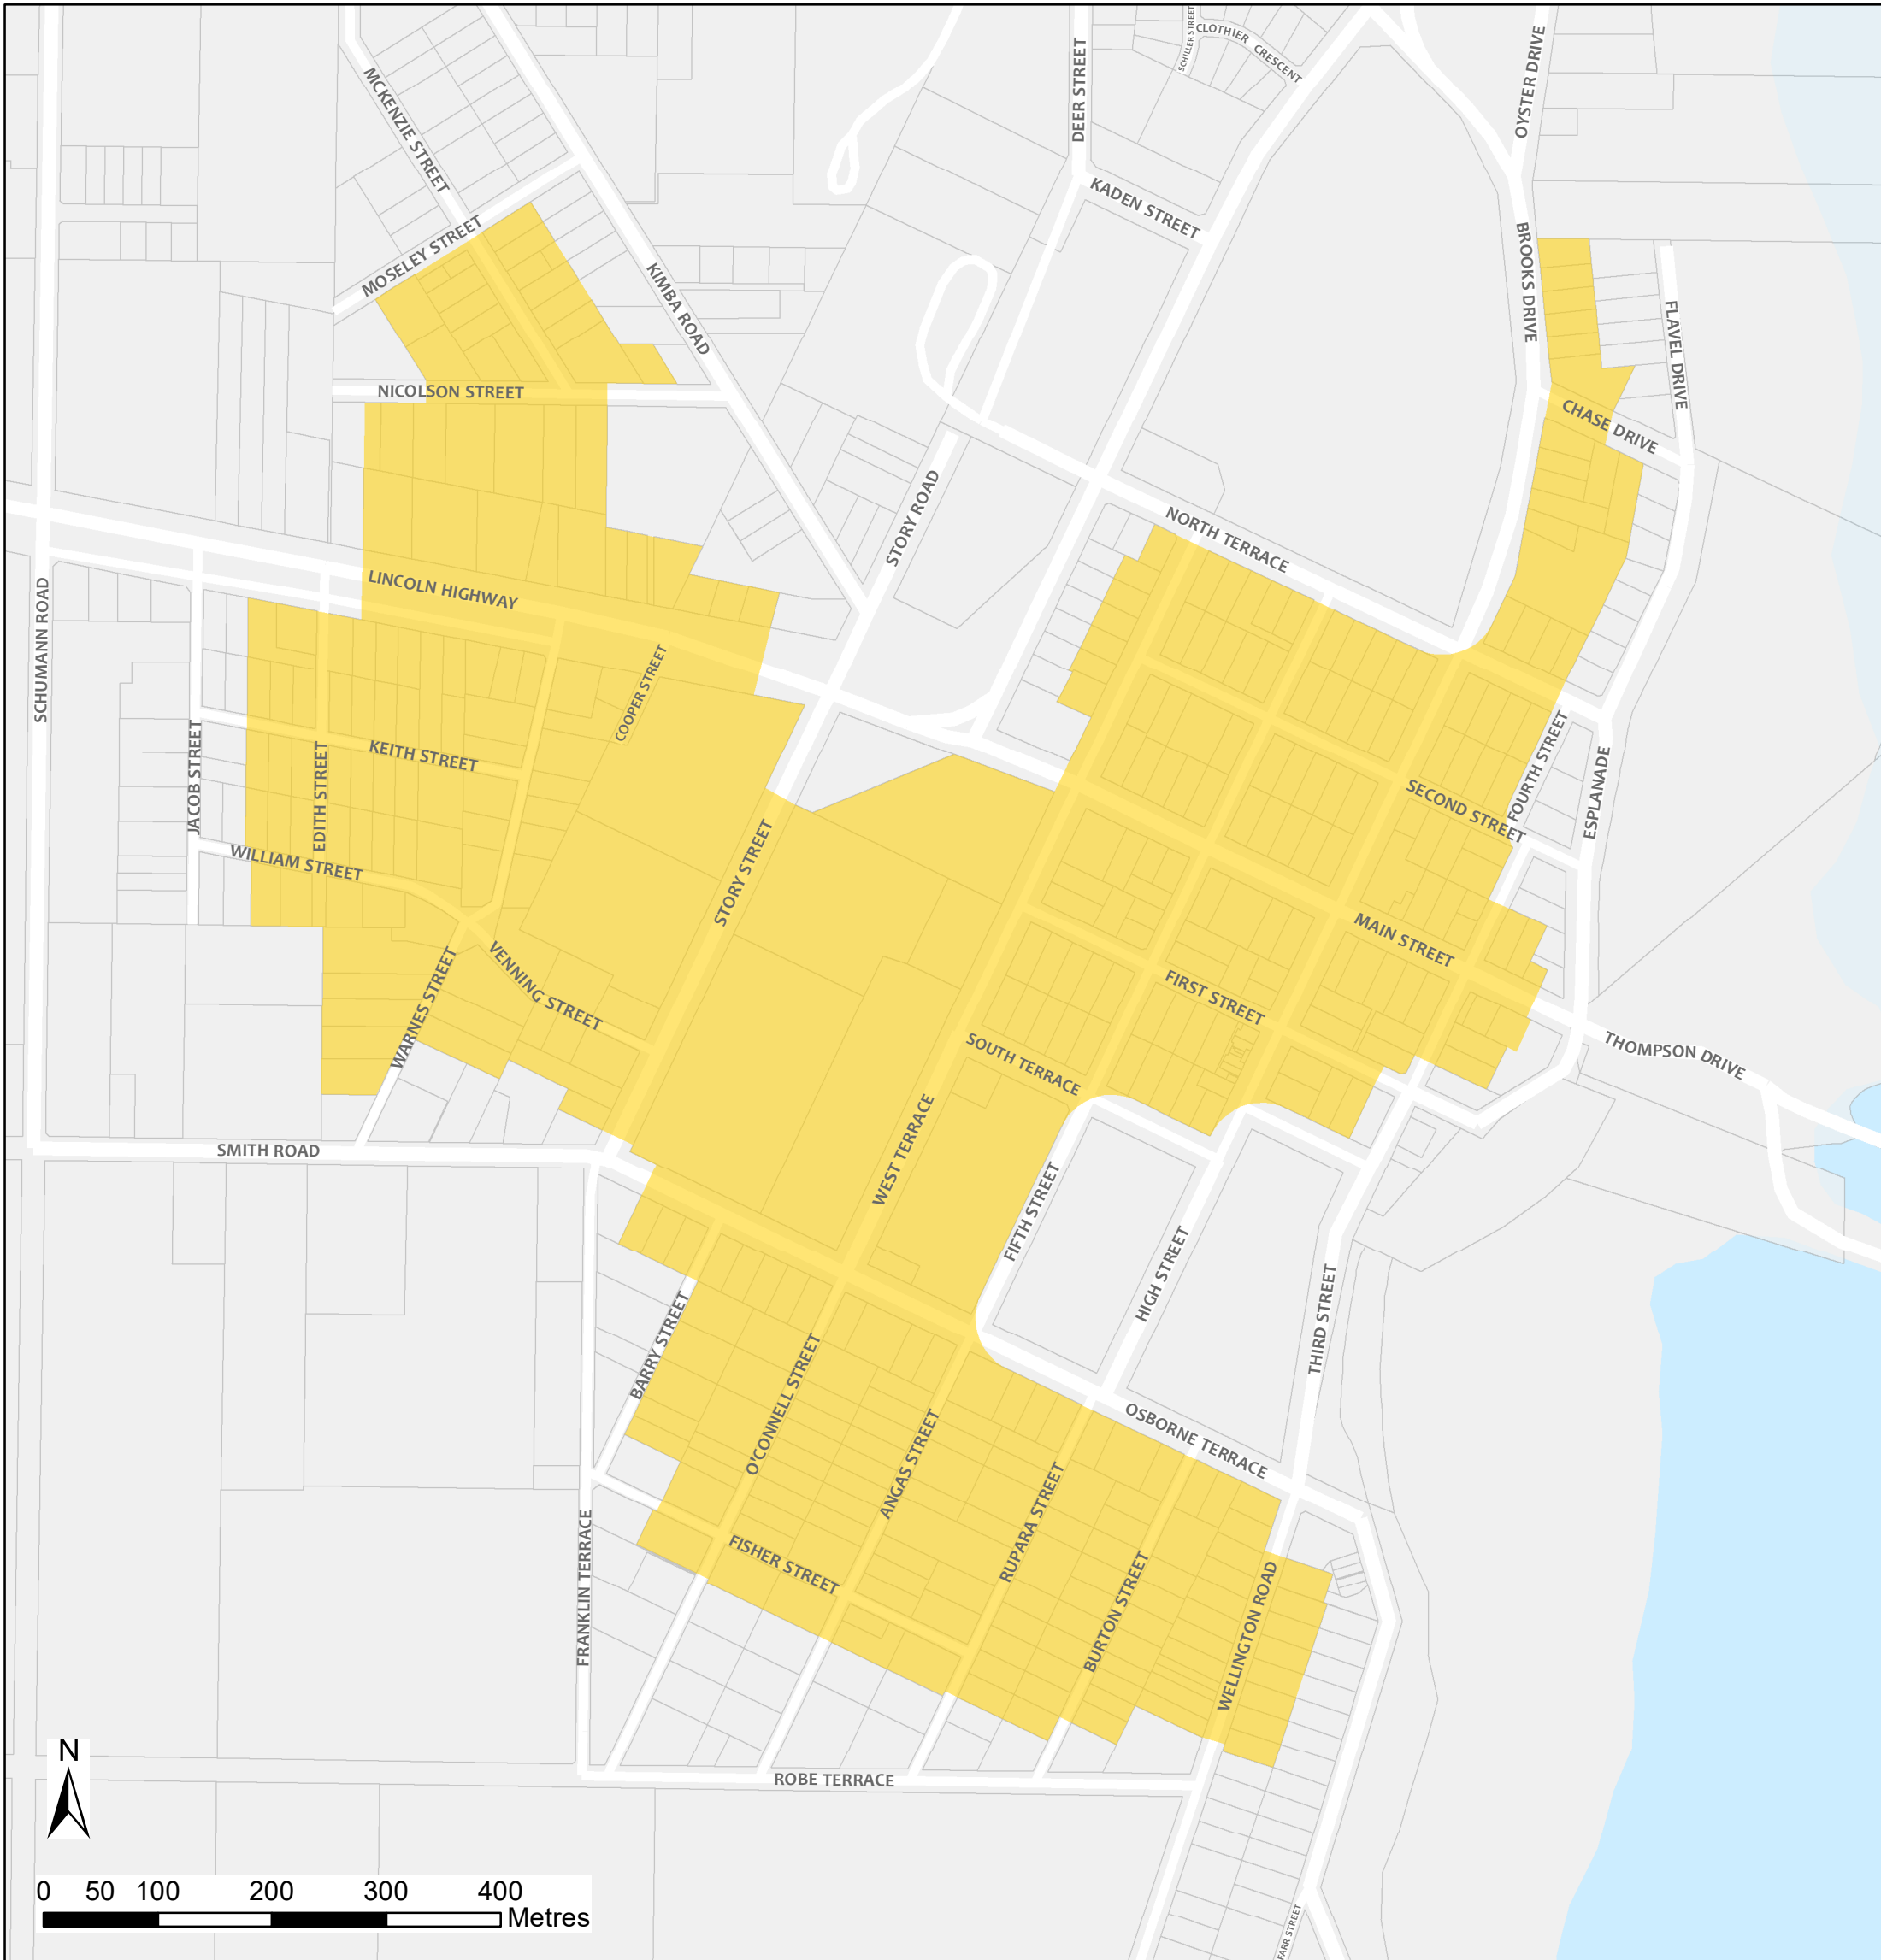 SCHILLER STREET
CLOTHIER CRESCENT
OYSTER DRIVE
DEER STREET
MCKENZIE STREET
KADEN STREET
MOSELEY STREET
BROOKS DRIVE
KIMBA ROAD
FLAVEL DRIVE
NICOLSON STREET
CHASE DRIVE
STORY ROAD
NORTH TERRACE
LINCOLN HIGHWAY
SCHUMANN ROAD
COOPER STREET
FOURTH STREET
JACOB STREET
EDITH STREET
KEITH STREET
ESPLANADE
SECOND STREET
STORY STREET
WILLIAM STREET
MAIN STREET
VENNING STREET
FIRST STREET
WARNES STREET
SOUTH TERRACE
THOMPSON DRIVE
WEST TERRACE
SMITH ROAD
FIFTH STREET
HIGH STREET
THIRD STREET
BARRY STREET
O'CONNELL STREET
OSBORNE TERRACE
ANGAS STREET
RUPARA STREET
FRANKLIN TERRACE
FISHER STREET
BURTON STREET
WELLINGTON ROAD
ROBE TERRACE
FARR STREET
N
0 50 100 200 300 400
Metres